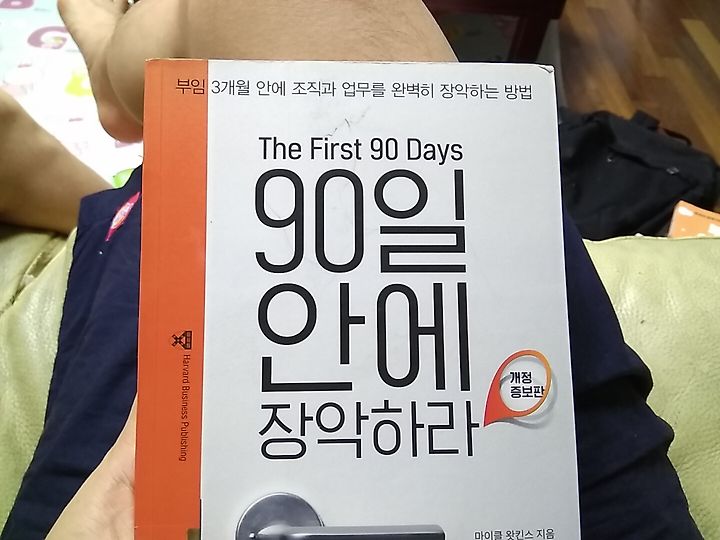 부임 3개월 안에 조직과 업무를 완벽히 장악하는 방법
The First 90 Days
90일
안에
장악하라
개정
증보판
Harvard Business Publishing
마이클 왓킨스 지음